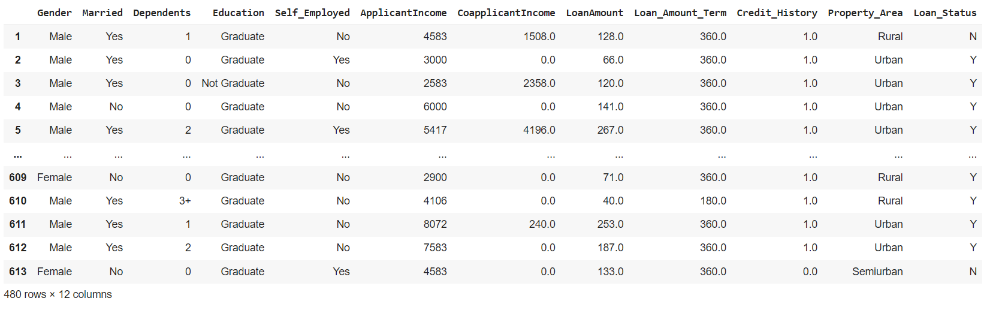 Gender Married Dependents Education Self_Employed ApplicantIncome CoapplicantIncome LoanAmount Loan_Amount_Term Credit_History Property_Area Loan_Status
1 Male Yes 1 Graduate No 4583 1508.0 128.0 360.0 1.0 Rural N
2 Male Yes 0 Graduate Yes 3000 0.0 66.0 360.0 1.0 Urban Y
3 Male Yes 0 Not Graduate No 2583 2358.0 120.0 360.0 1.0 Urban Y
4 Male No 0 Graduate No 6000 0.0 141.0 360.0 1.0 Urban Y
5 Male Yes 2 Graduate Yes 5417 4196.0 267.0 360.0 1.0 Urban Y
... ... ... ... ... ... ... ... ... ... ... ... ...
609 Female No 0 Graduate No 2900 0.0 71.0 360.0 1.0 Rural Y
610 Male Yes 3+ Graduate No 4106 0.0 40.0 180.0 1.0 Rural Y
611 Male Yes 1 Graduate No 8072 240.0 253.0 360.0 1.0 Urban Y
612 Male Yes 2 Graduate No 7583 0.0 187.0 360.0 1.0 Urban Y
613 Female No 0 Graduate Yes 4583 0.0 133.0 360.0 0.0 Semiurban N
480 rows × 12 columns